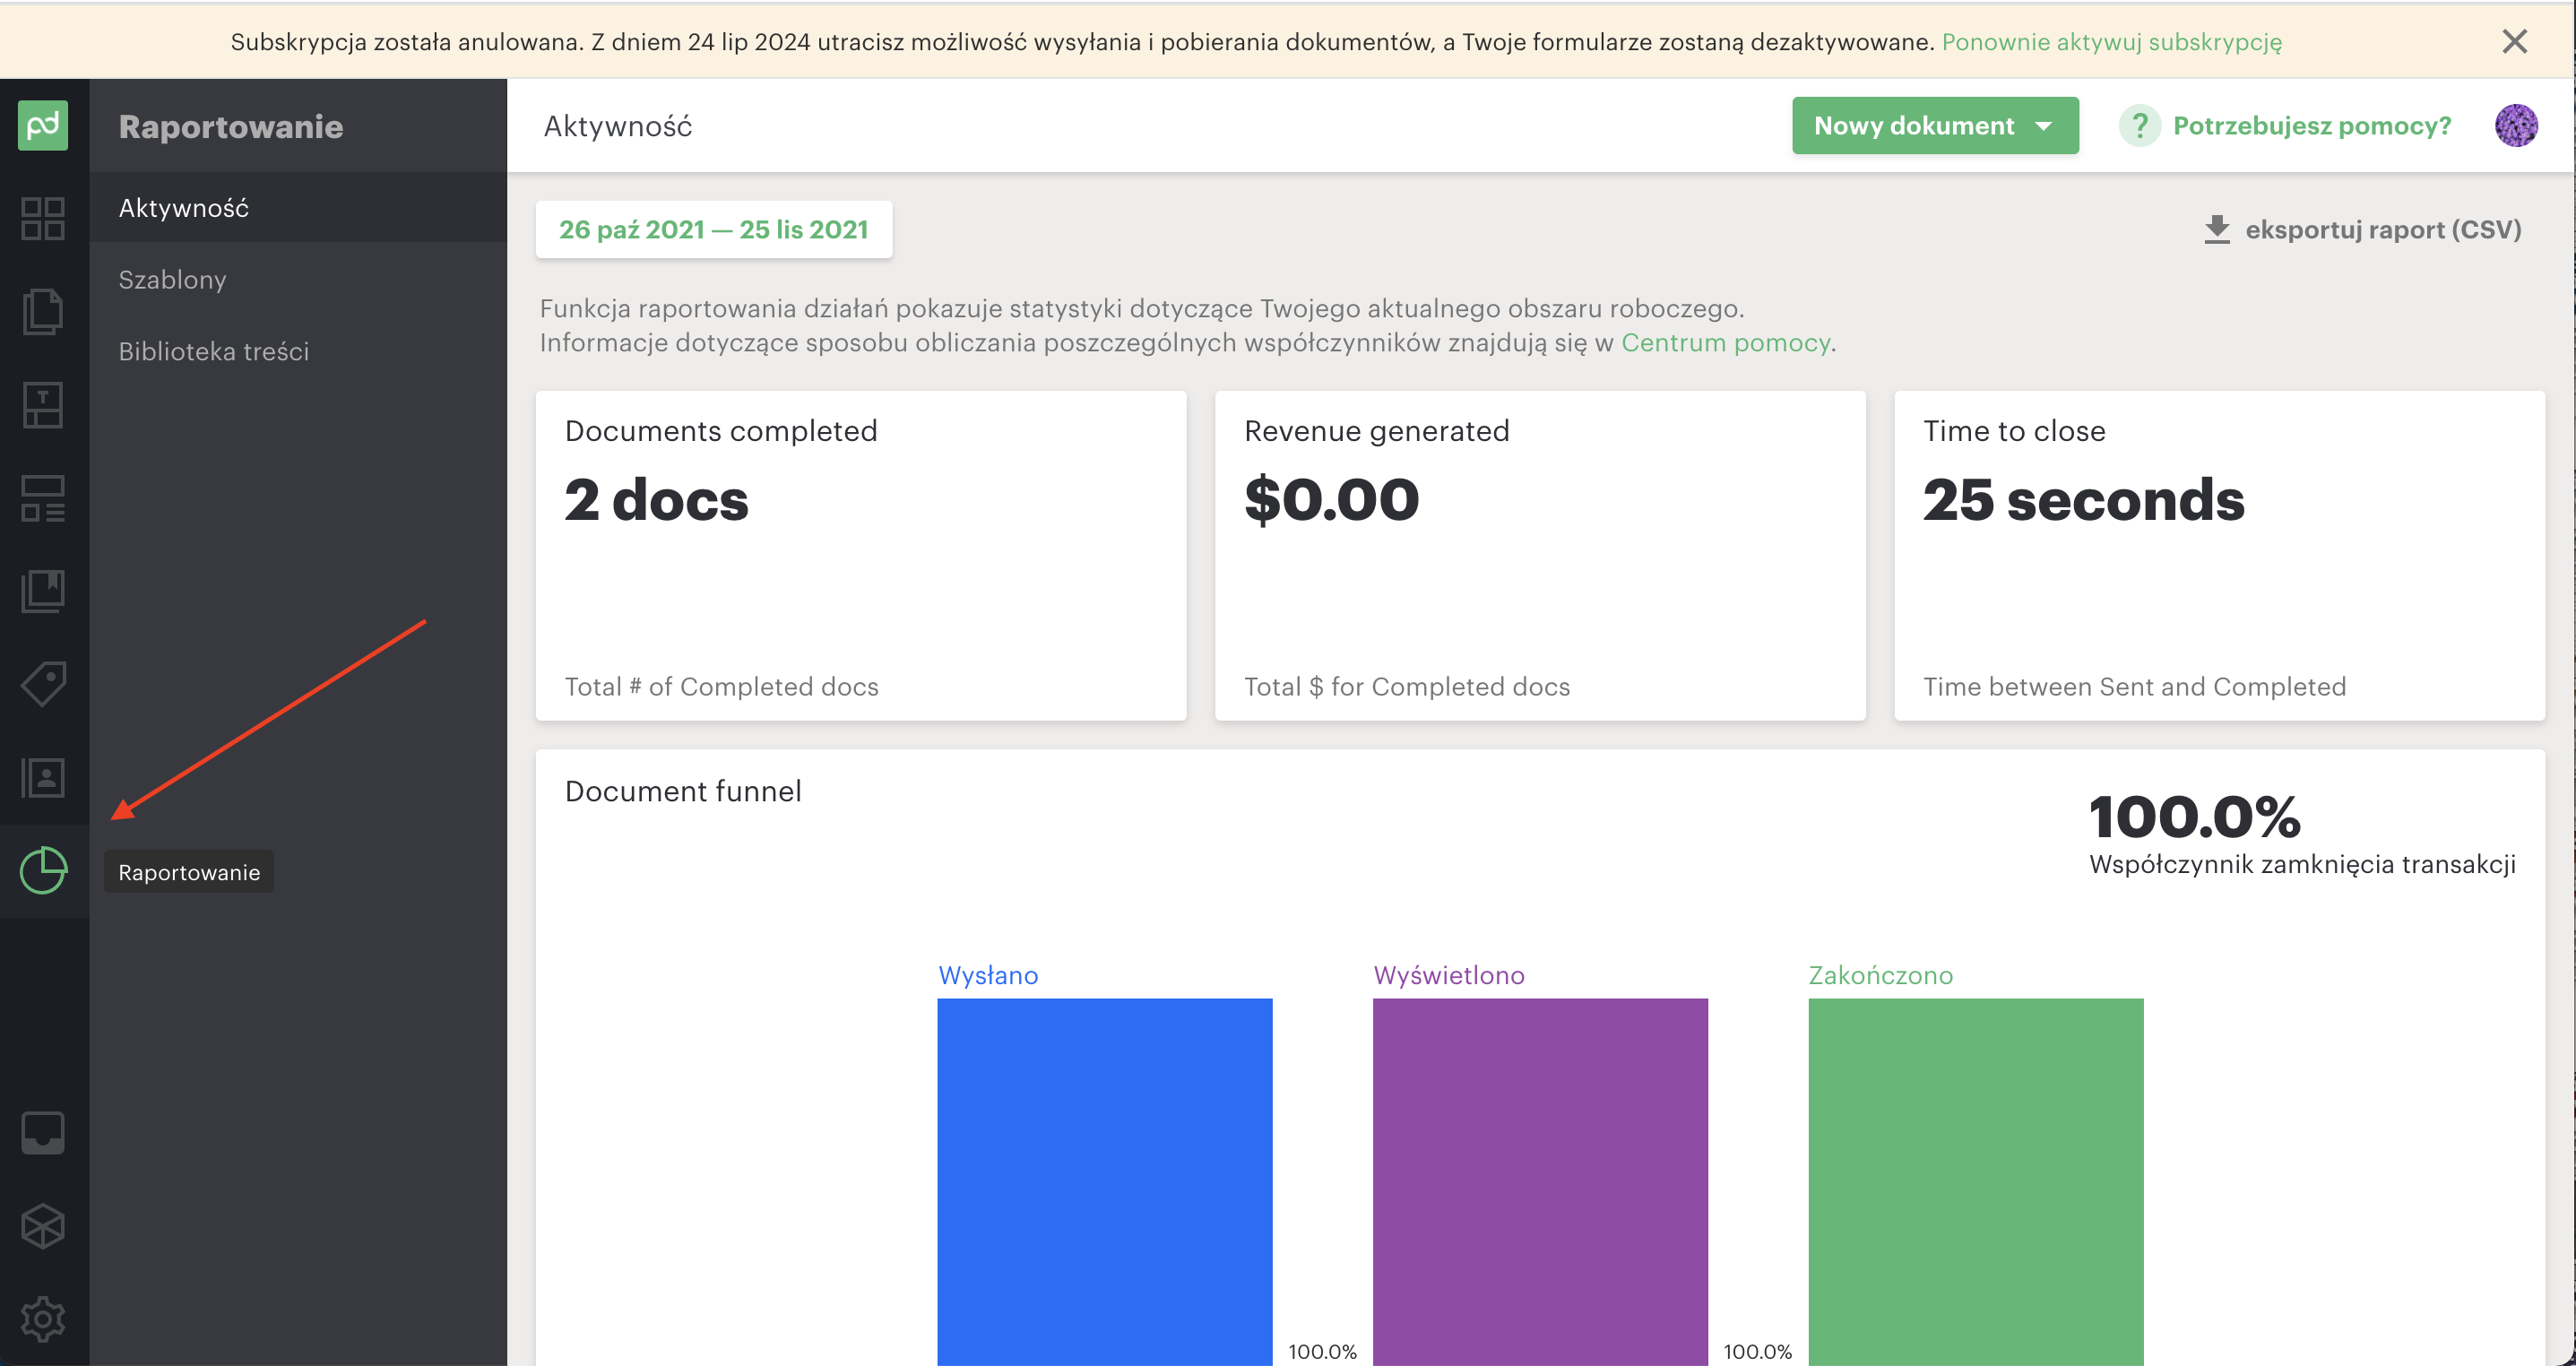 Subskrypcja została anulowana. Z dniem 24 lip 2024 utracisz możliwość wysyłania i pobierania dokumentów, a Twoje formularze zostaną dezaktywowane. Ponownie aktywuj subskrypcję
pd
Raportowanie
Aktywność
Nowy dokument
? Potrzebujesz pomocy?
Aktywność
Szablony
Biblioteka treści
26 paź 2021 — 25 lis 2021
eksportuj raport (CSV)
Funkcja raportowania działań pokazuje statystyki dotyczące Twojego aktualnego obszaru roboczego.
Informacje dotyczące sposobu obliczania poszczególnych współczynników znajdują się w Centrum pomocy.
Documents completed
2 docs
Total # of Completed docs
Revenue generated
$0.00
Total $ for Completed docs
Time to close
25 seconds
Time between Sent and Completed
Raportowanie
Document funnel
100.0%
Współczynnik zamknięcia transakcji
Wysłano
Wyświetlono
Zakończono
100.0%
100.0%